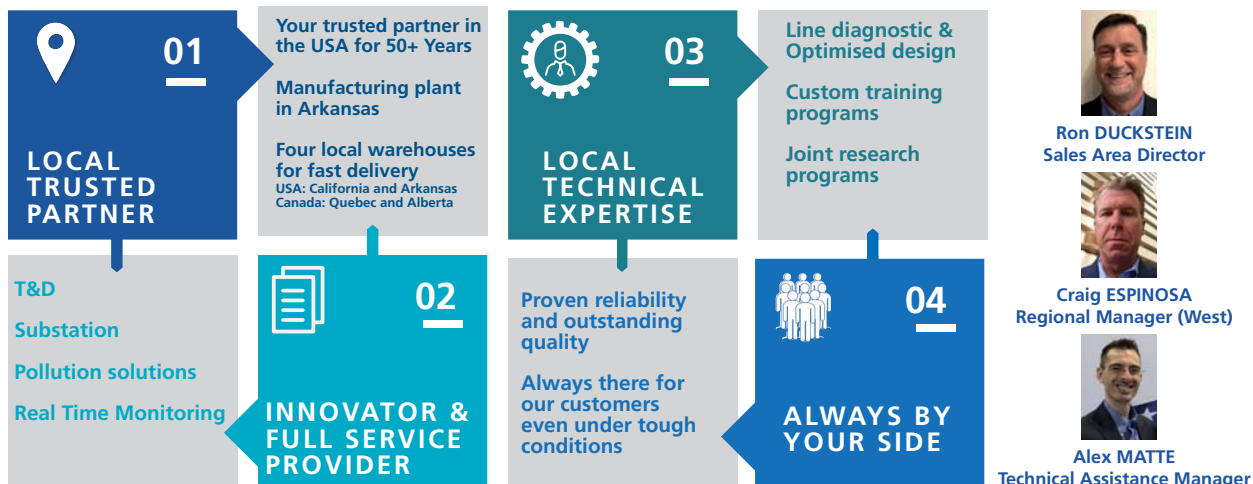 01
LOCAL
TRUSTED
PARTNER
Your trusted partner in
the USA for 50+ Years
Manufacturing plant
in Arkansas
Four local warehouses
for fast delivery
USA: California and Arkansas
Canada: Quebec and Alberta
T&D
Substation
Pollution solutions
Real Time Monitoring
02
INNOVATOR &
FULL SERVICE
PROVIDER
03
LOCAL
TECHNICAL
EXPERTISE
Line diagnostic &
Optimised design
Custom training
programs
Joint research
programs
Proven reliability
and outstanding
quality
Always there for
our customers
even under tough
conditions
04
ALWAYS BY
YOUR SIDE
Ron DUCKSTEIN
Sales Area Director
Craig ESPINOSA
Regional Manager (West)
Alex MATTE
Technical Assistance Manager